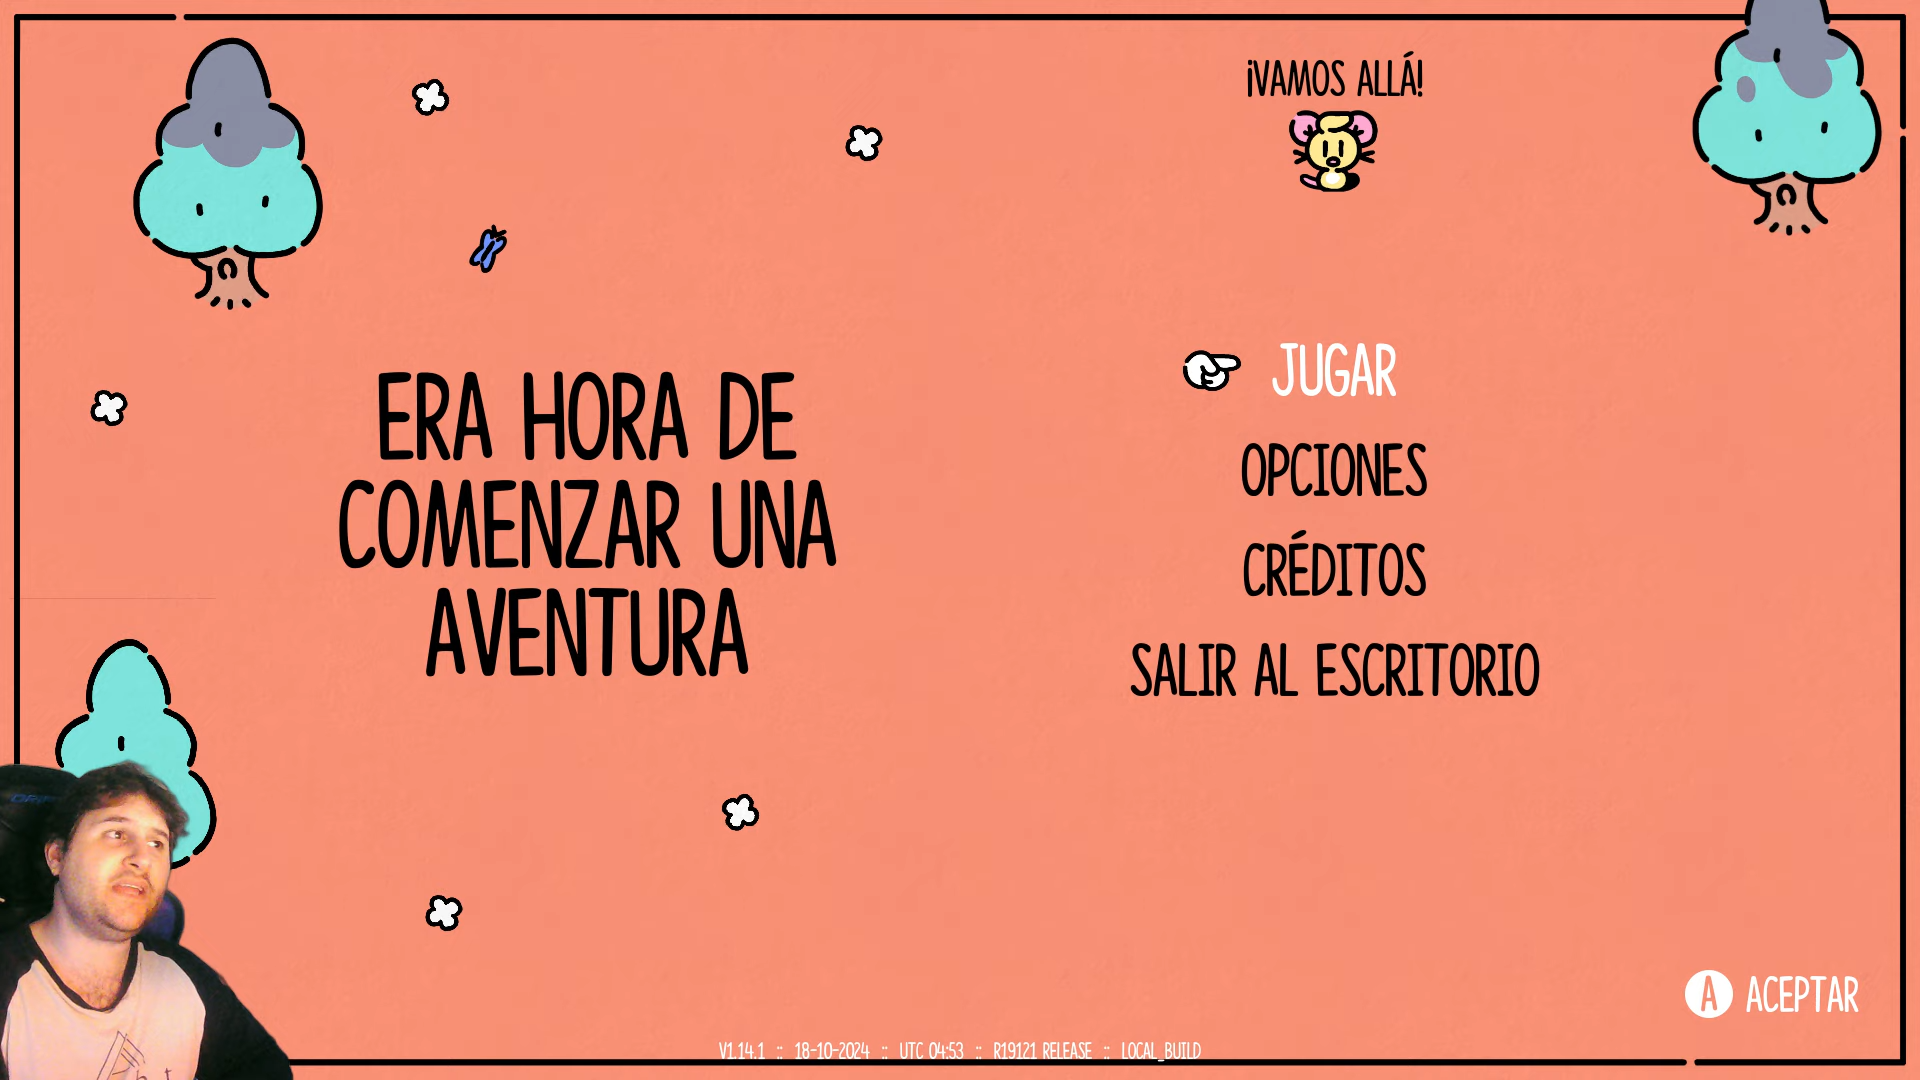 ¡VAMOS ALLÁ!
ERA HORA DE
COMENZAR UNA
AVENTURA
JUGAR
OPCIONES
CRÉDITOS
SALIR AL ESCRITORIO
A ACEPTAR
V1.14.1 :: 18-10-2024 :: UTC 04:53 :: R19121 RELEASE :: LOCAL_BUILD